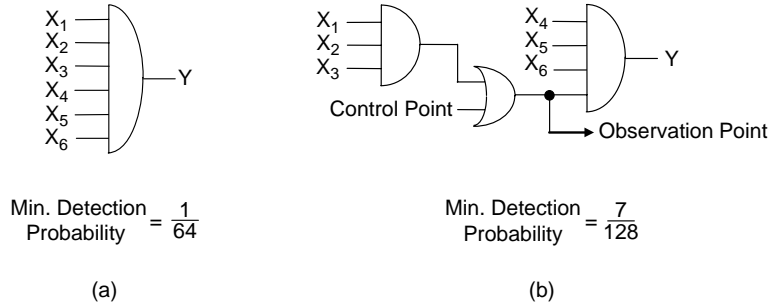 X1
X2
X3
X4
X5
X6
Y
Min. Detection
Probability
= 1/64
(a)
X1
X2
X3
Control Point
X4
X5
X6
Y
Observation Point
Min. Detection
Probability
= 7/128
(b)